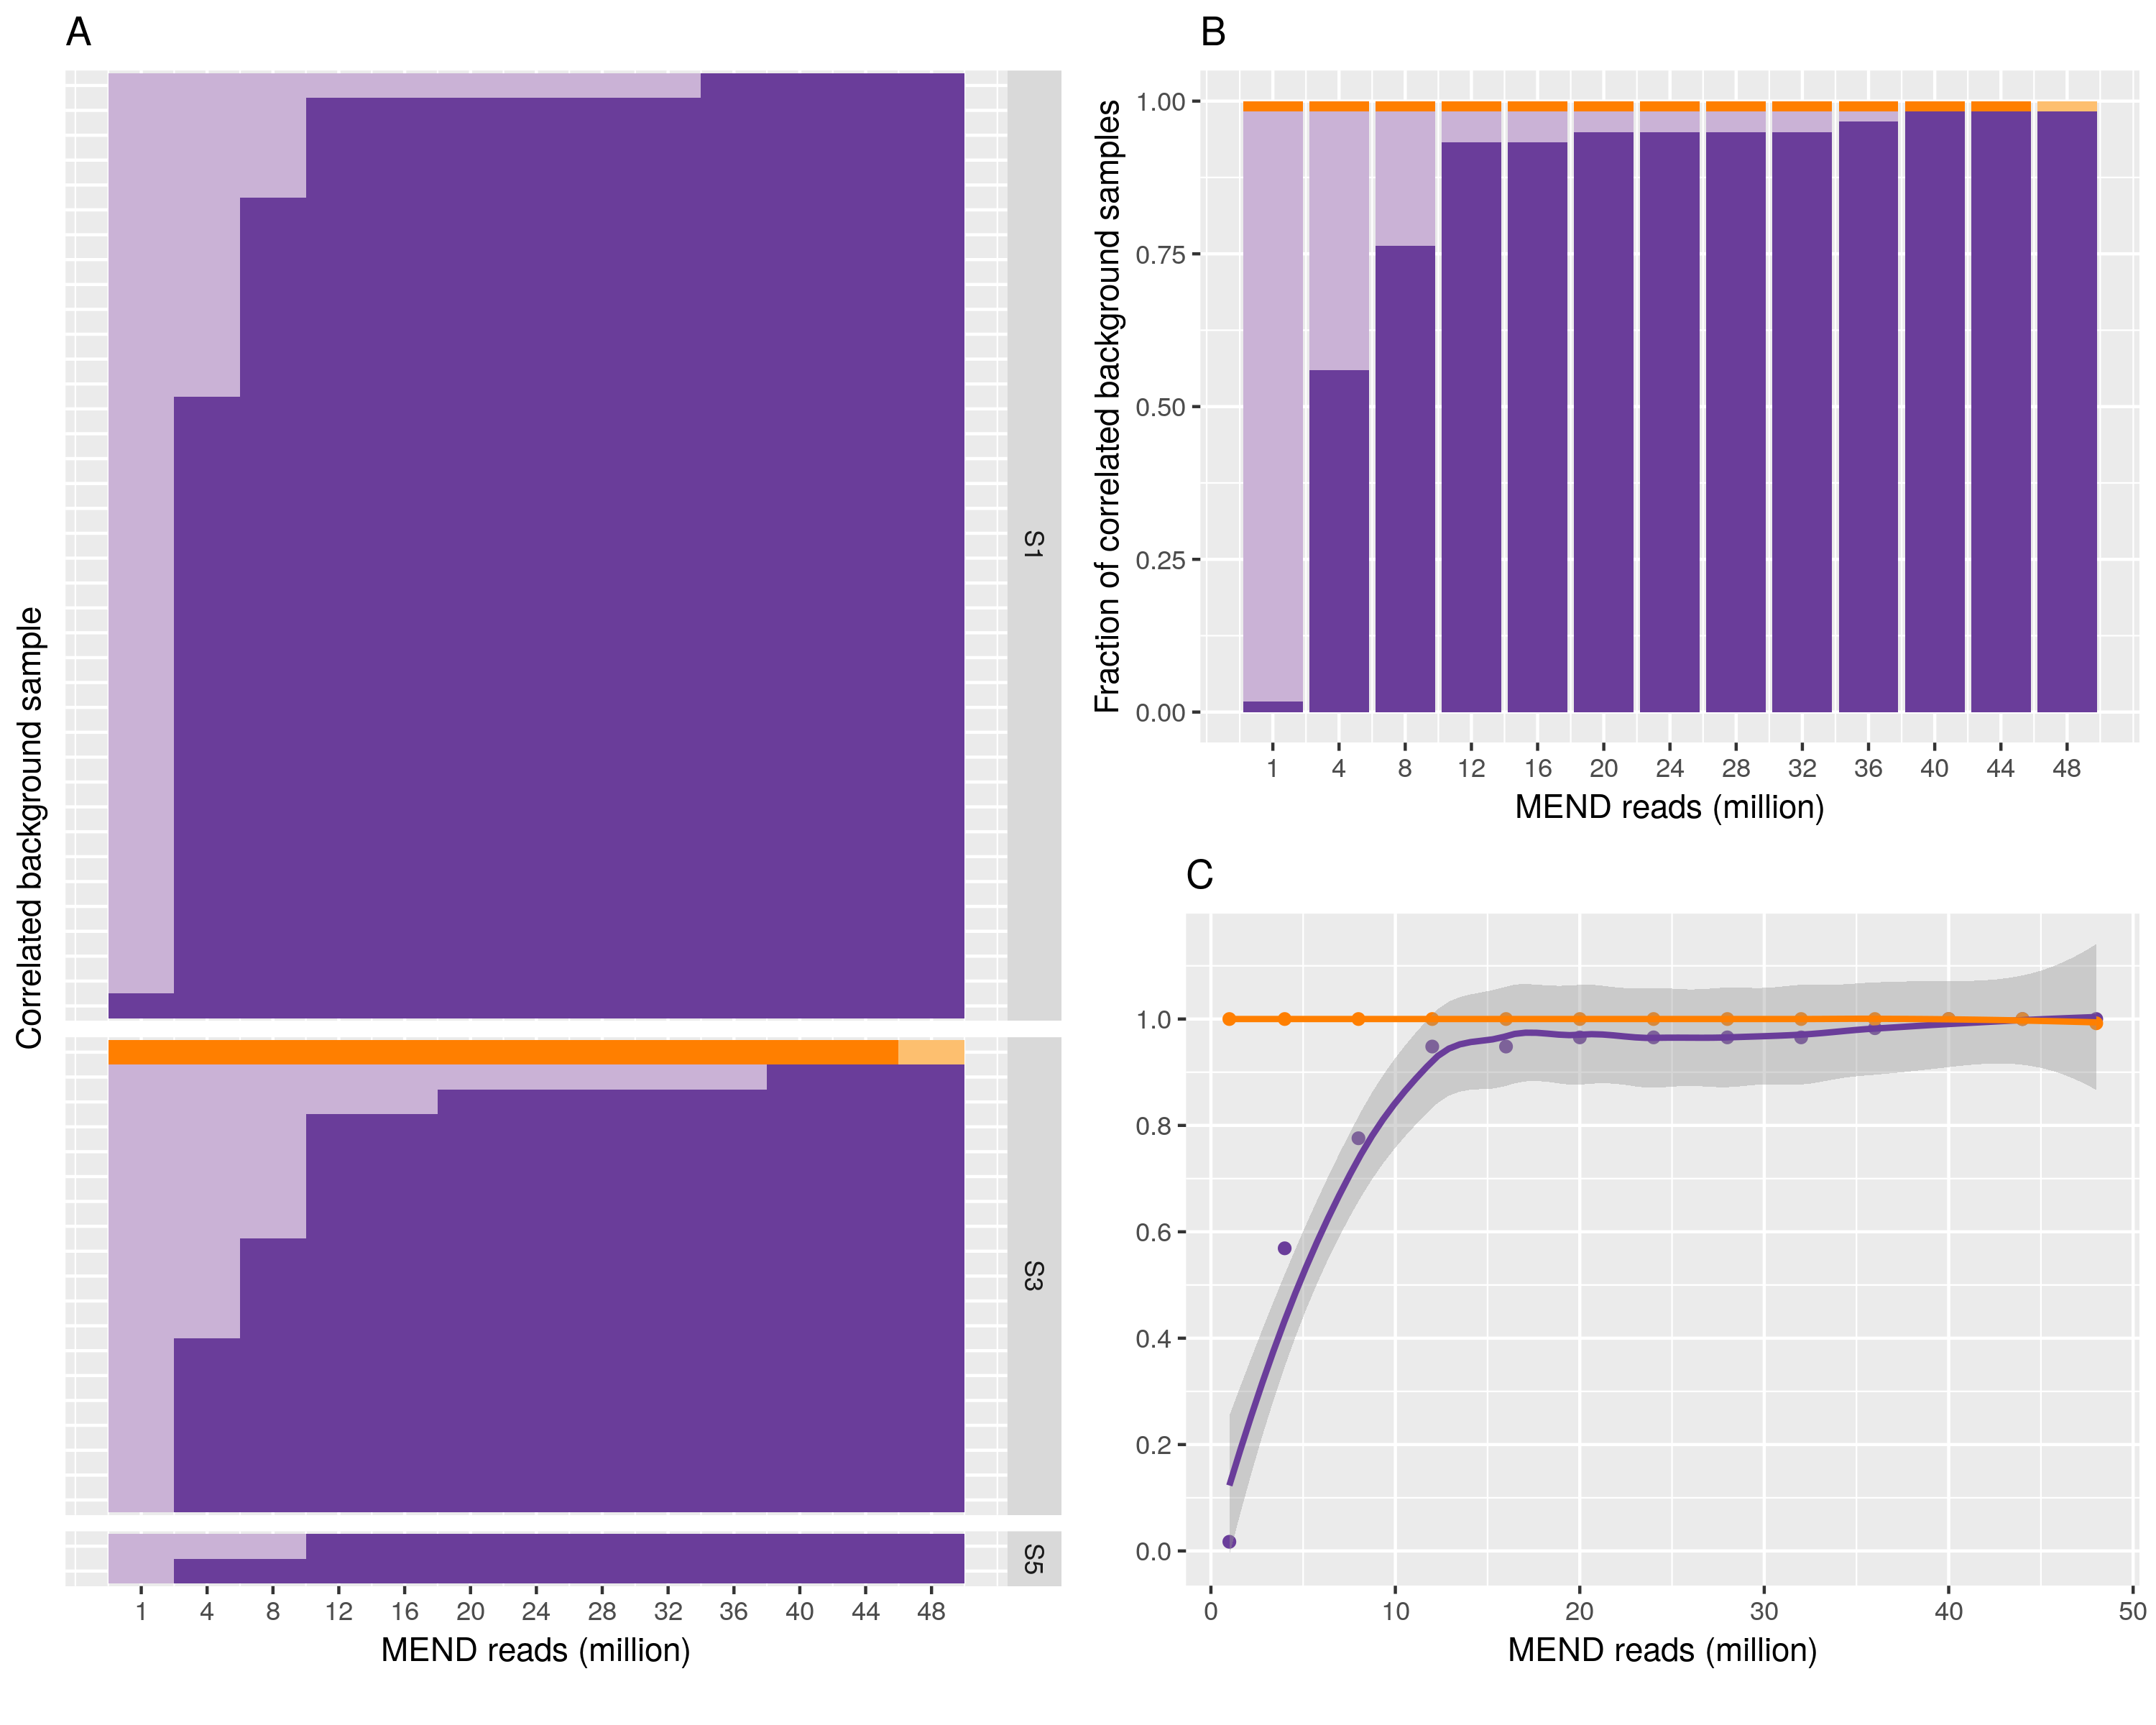 A
Correlated background sample
S1
S3
S5
1 4 8 12 16 20 24 28 32 36 40 44 48
MEND reads (million)
B
Fraction of correlated background samples
1.00
0.75
0.50
0.25
0.00
1 4 8 12 16 20 24 28 32 36 40 44 48
MEND reads (million)
C
1.0
0.8
0.6
0.4
0.2
0.0
0 10 20 30 40 50
MEND reads (million)